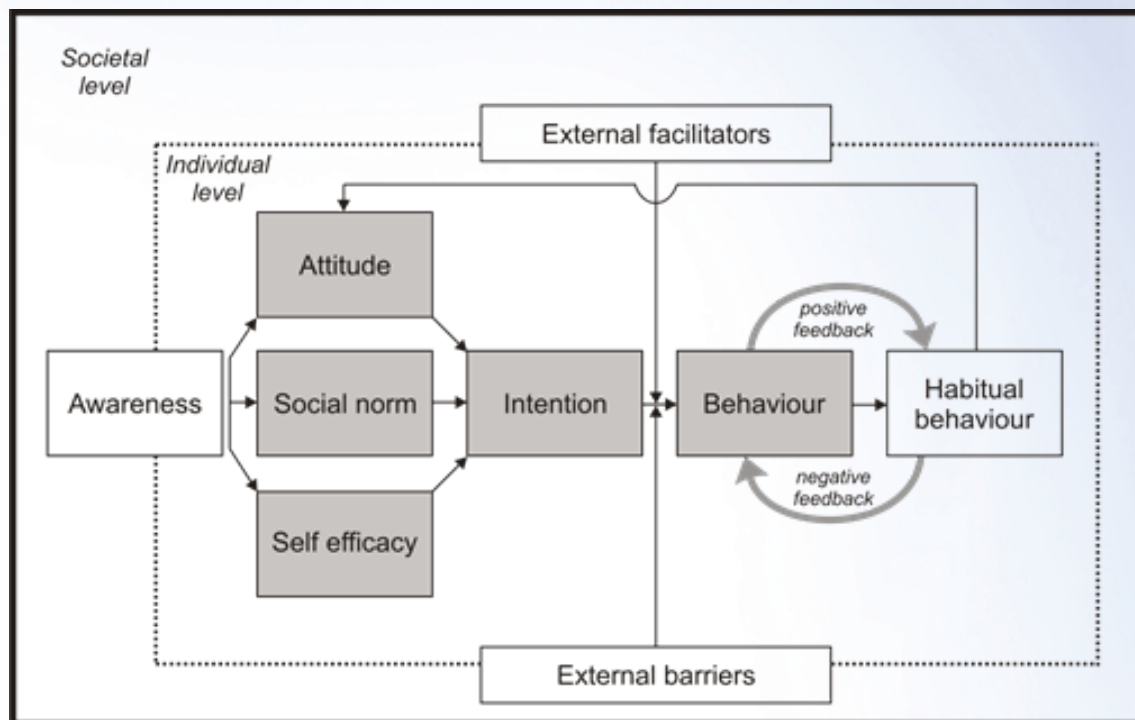 Societal
level
External facilitators
Individual
level
Attitude
positive
feedback
Awareness
Social norm
Intention
Behaviour
Habitual
behaviour
negative
feedback
Self efficacy
External barriers